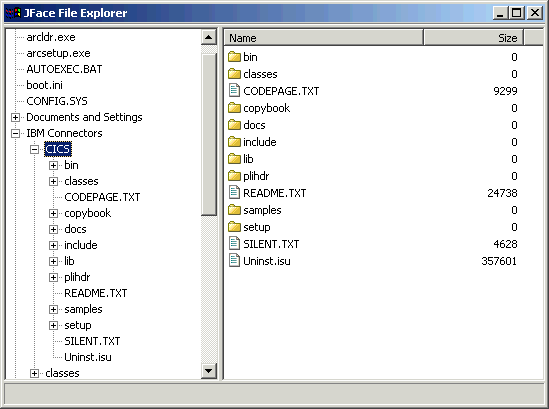 JFace File Explorer
arcldr.exe
arcsetup.exe
AUTOEXEC.BAT
boot.ini
CONFIG.SYS
Documents and Settings
IBM Connectors
CICS
bin
classes
CODEPAGE.TXT
copybook
docs
include
lib
plihdr
README.TXT
samples
setup
SILENT.TXT
Uninst.isu
classes
Name Size
bin 0
classes 0
CODEPAGE.TXT 9299
copybook 0
docs 0
include 0
lib 0
plihdr 0
README.TXT 24738
samples 0
setup 0
SILENT.TXT 4628
Uninst.isu 357601